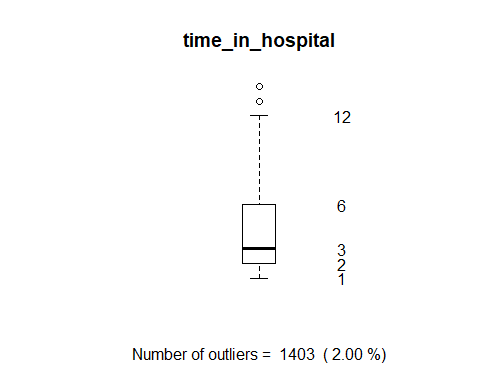 time_in_hospital
12
6
3
2
1
Number of outliers =  1403  ( 2.00 %)